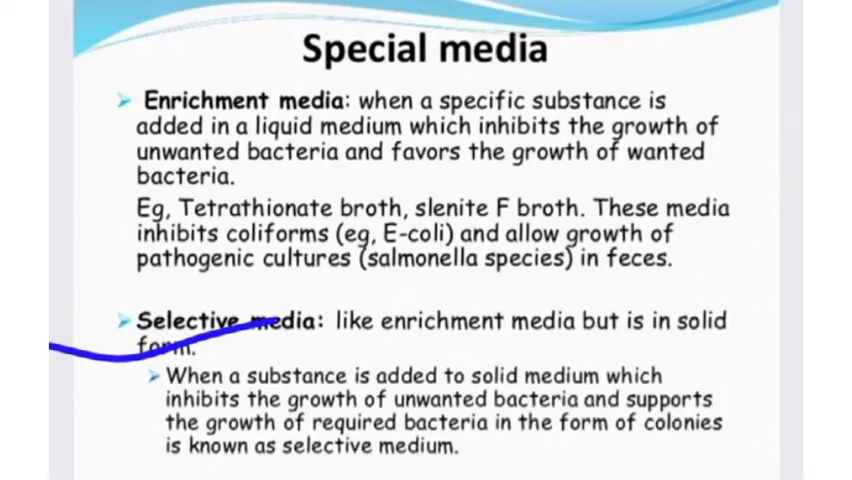 Special media
Enrichment media: when a specific substance is
added in a liquid medium which inhibits the growth of
unwanted bacteria and favors the growth of wanted
bacteria.
Eg, Tetrathionate broth, slenite F broth. These media
inhibits coliforms (eg, E-coli) and allow growth of
pathogenic cultures (salmonella species) in feces.
Selective media: like enrichment media but is in solid
form.
When a substance is added to solid medium which
inhibits the growth of unwanted bacteria and supports
the growth of required bacteria in the form of colonies
is known as selective medium.